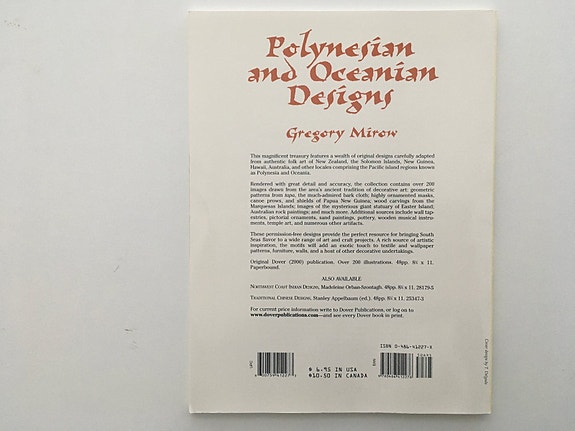 Polynesian
and Oceanian
Designs
Gregory Mirow
This magnificent treasury features a wealth of original designs carefully adapted
from authentic folk art of New Zealand, the Solomon Islands, New Guinea,
Hawaii, Australia, and other locales comprising the Pacific island regions known
as Polynesia and Oceania.
Rendered with great detail and accuracy, the collection contains over 200
images drawn from the area's ancient tradition of decorative art: geometric
patterns from tapa, the much-admired bark cloth; highly ornamented masks,
canoe prows, and shields of Papua New Guinea; wood carvings from the
Marquesas Islands; images of the mysterious giant statuary of Easter Island;
Australian rock paintings; and much more. Additional sources include wall tap-
estries, pictorial ornaments, sand paintings, pottery, wooden musical instru-
ments, temple art, and numerous other artifacts.
These permission-free designs provide the perfect resource for bringing South
Seas flavor to a wide range of art and craft projects. A rich source of artistic
inspiration, the motifs will add an exotic touch to textile and wallpaper
patterns, furniture, walls, and a host of other decorative undertakings.
Original Dover (2000) publication. Over 200 illustrations. 48pp. 8¼ x 11.
Paperbound.
ALSO AVAILABLE
NORTHWEST COAST INDIAN DESIGNS, Madeleine Orban-Szontagh. 48pp. 8¼ x 11. 28179-5
TRADITIONAL CHINESE DESIGNS, Stanley Appelbaum (ed.). 48pp. 8¼ x 11. 25347-3
For current price information write to Dover Publications, or log on to
www.doverpublications.com—and see every Dover book in print.
ISBN 0-486-41227-X
$ 6.95 IN USA
$10.50 IN CANADA